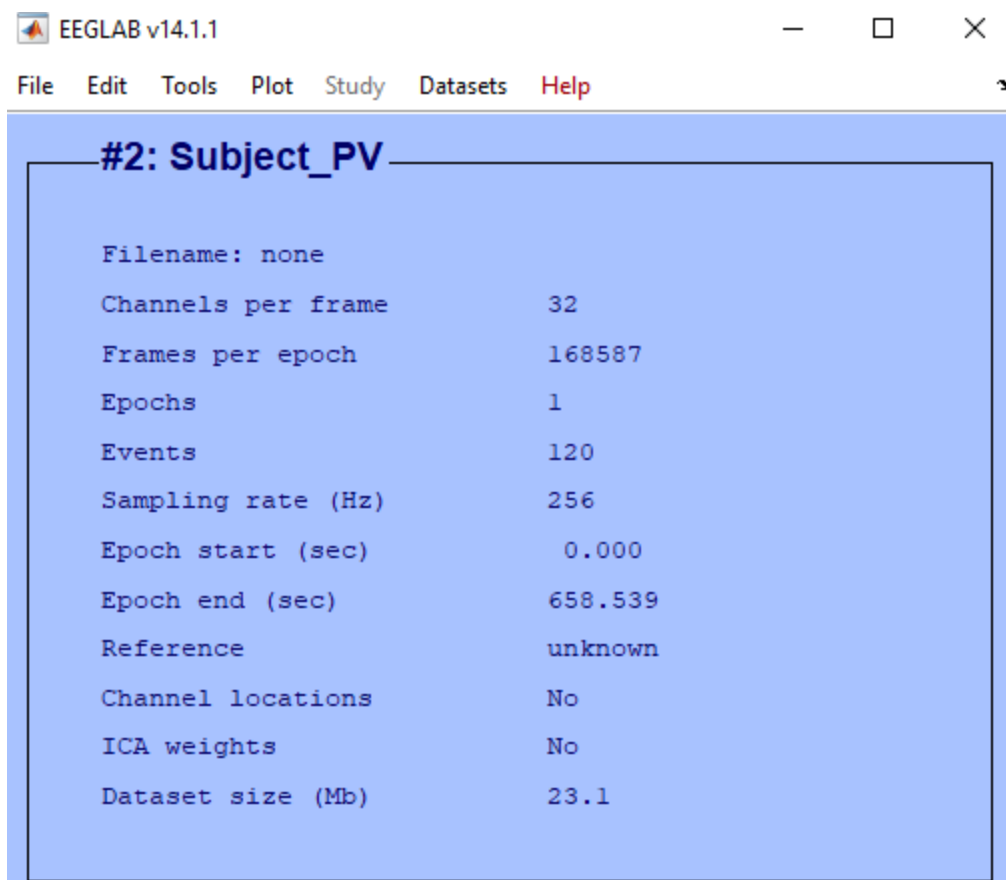 EEGLAB v14.1.1
File Edit Tools Plot Study Datasets Help
#2: Subject_PV
Filename: none
Channels per frame 32
Frames per epoch 168587
Epochs 1
Events 120
Sampling rate (Hz) 256
Epoch start (sec) 0.000
Epoch end (sec) 658.539
Reference unknown
Channel locations No
ICA weights No
Dataset size (Mb) 23.1